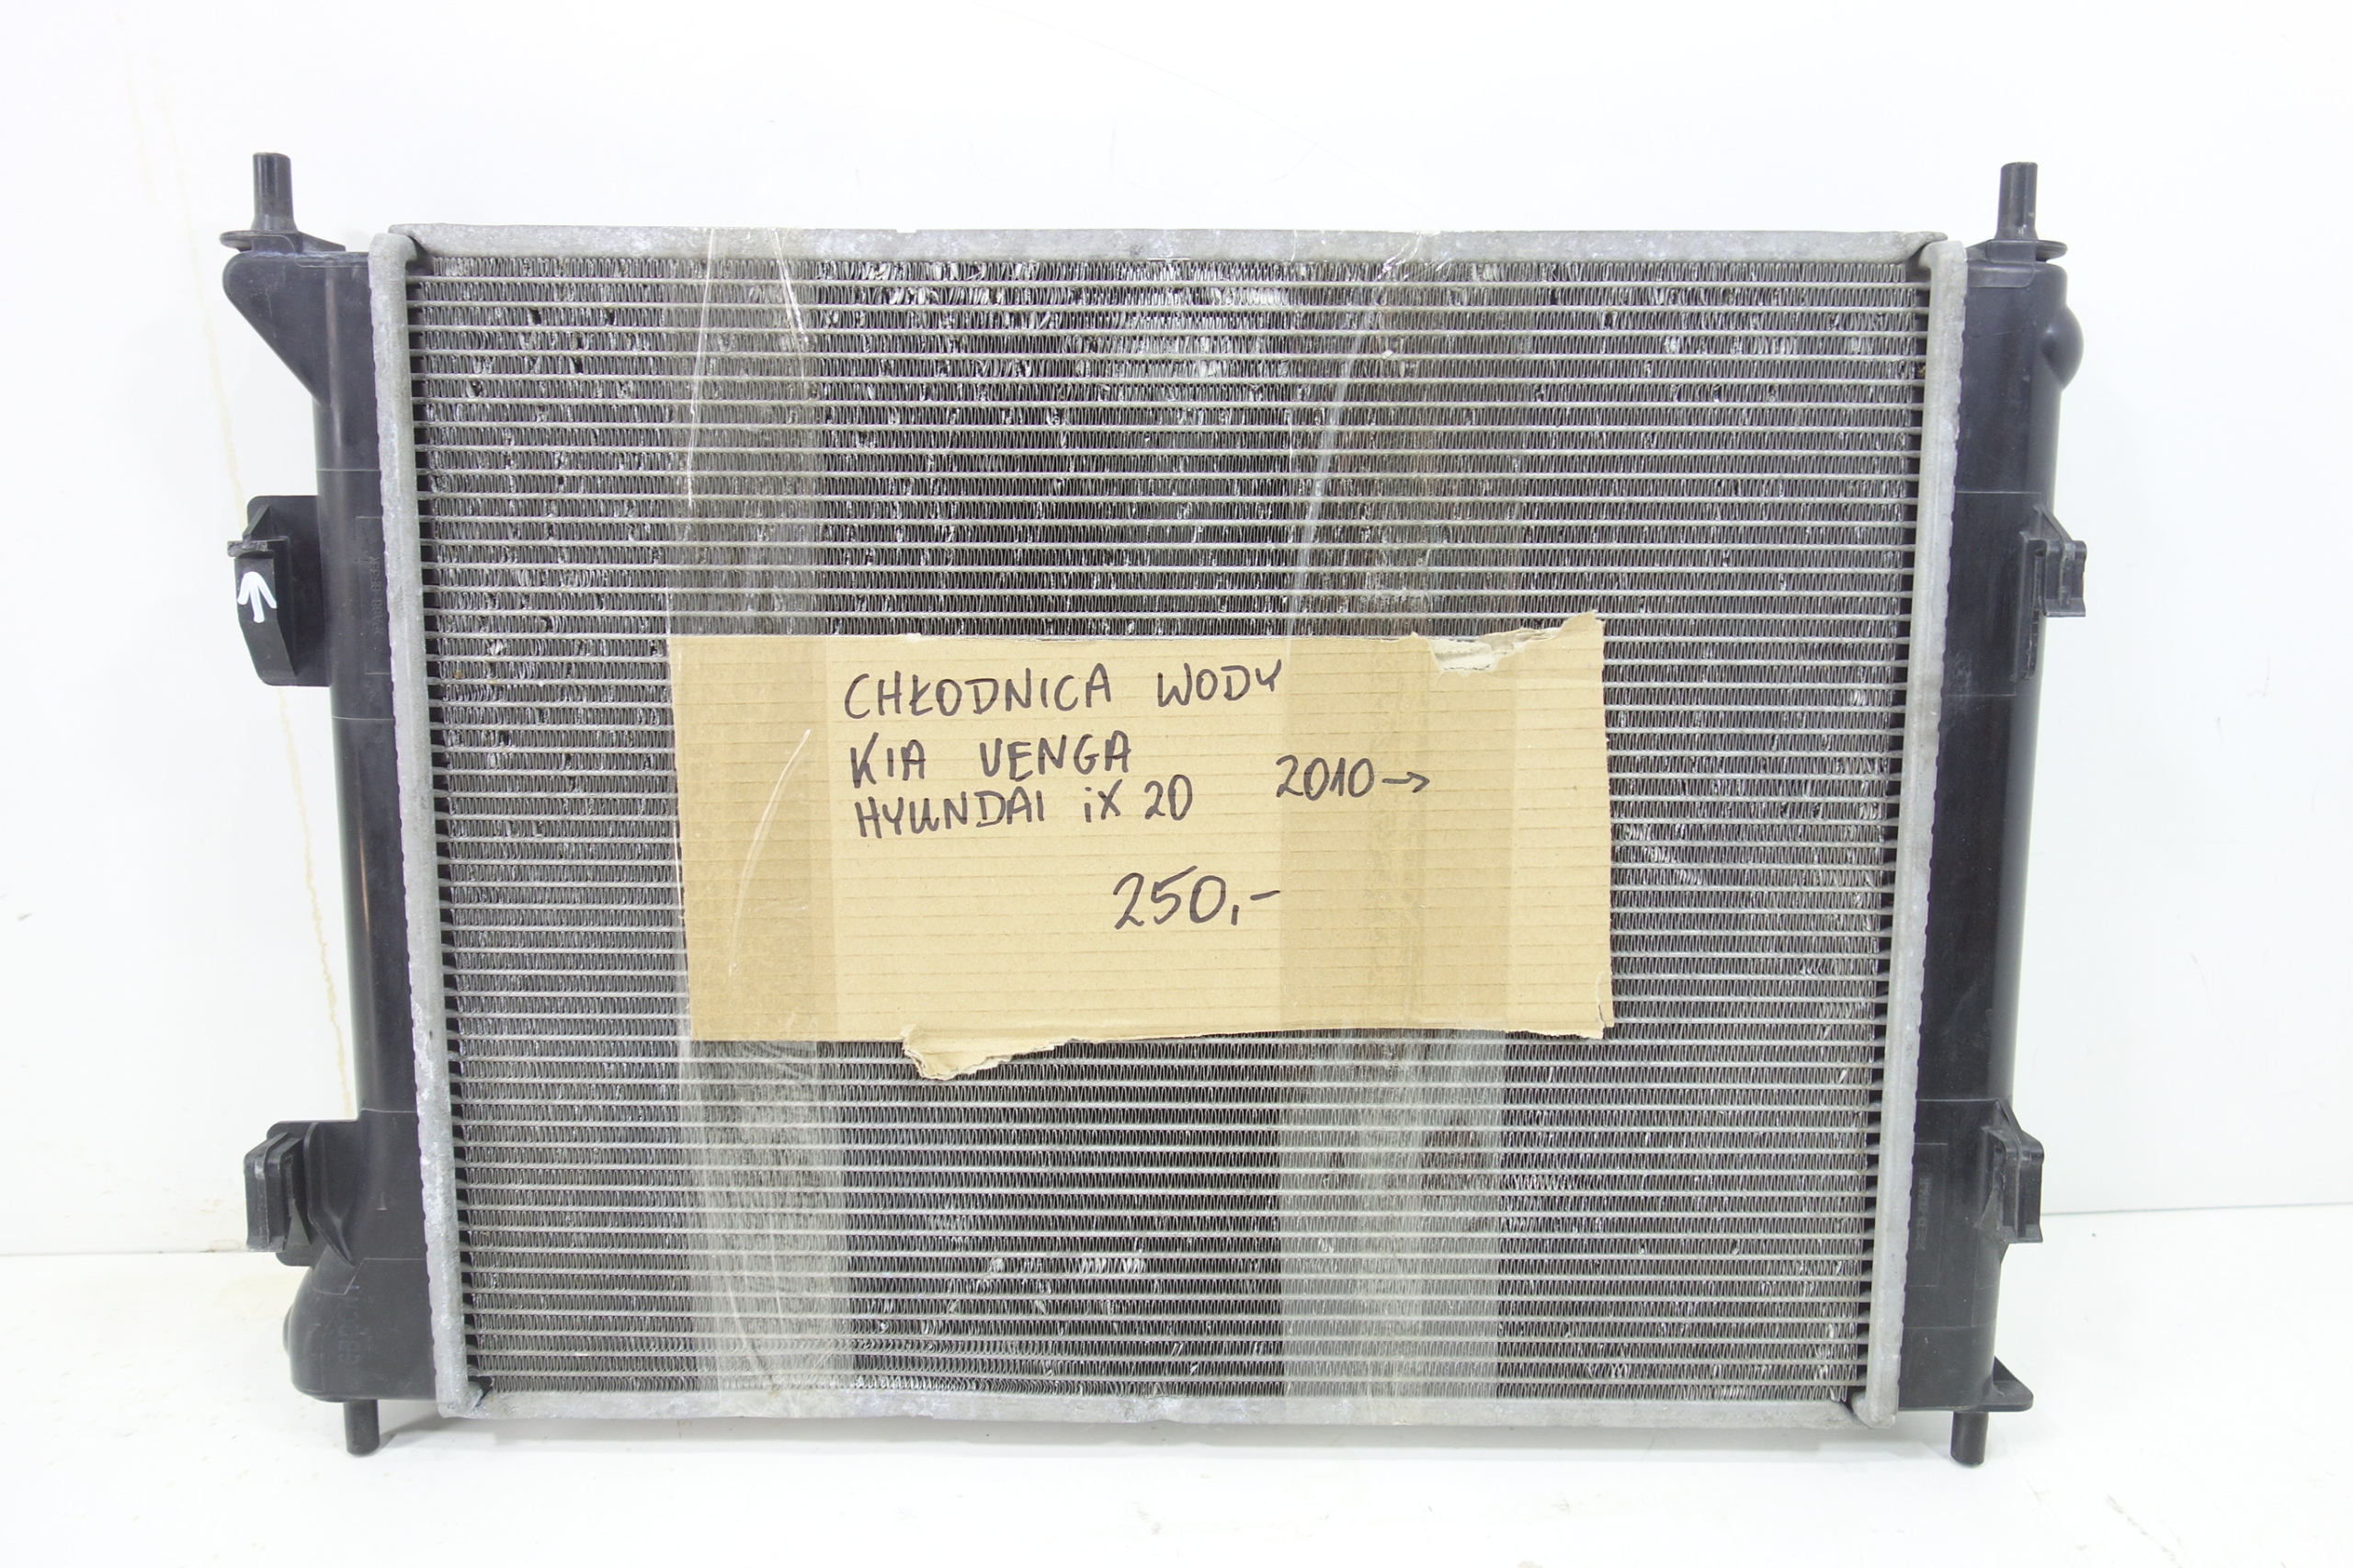 CHŁODNICA WODY
KIA VENGA
HYUNDAI iX 20 2010→
250,-